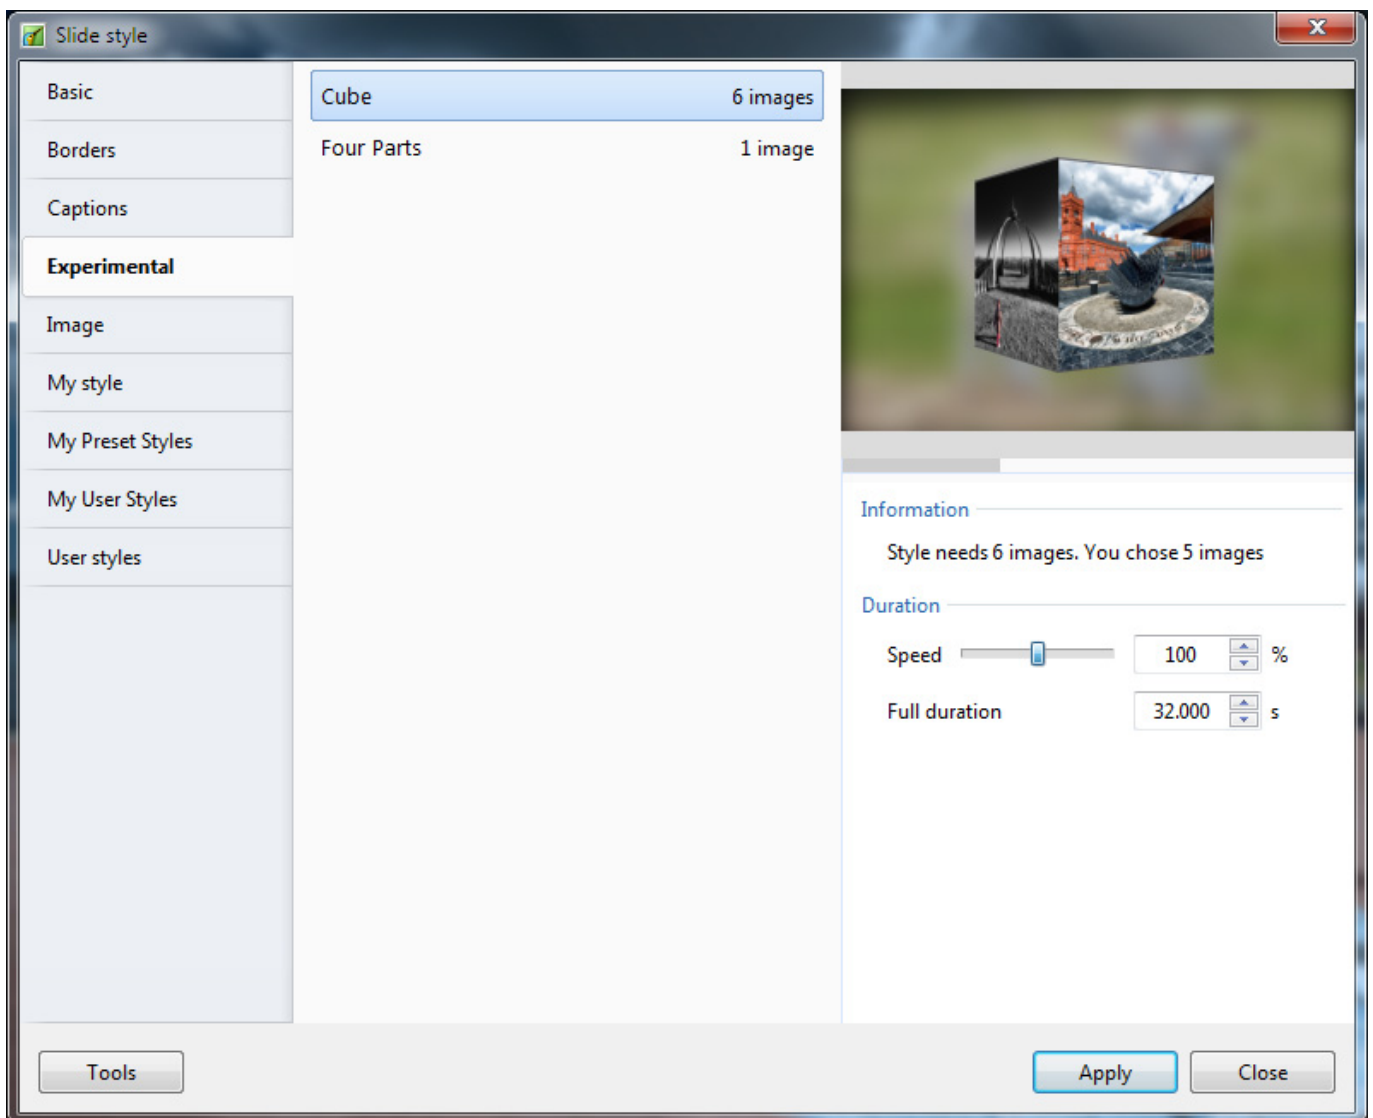 Slide style
Basic
Borders
Captions
Experimental
Image
My style
My Preset Styles
My User Styles
User styles
Cube 6 images
Four Parts 1 image
Information
Style needs 6 images. You chose 5 images
Duration
Speed 100 %
Full duration 32.000 s
Tools
Apply
Close